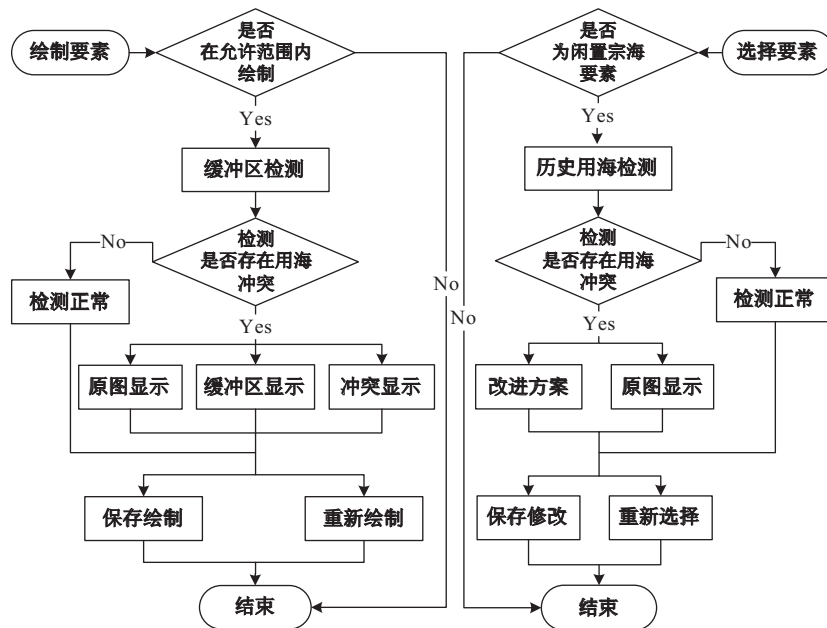 绘制要素
是否
在允许范围内
绘制
Yes
缓冲区检测
检测
是否存在用海
冲突
No
检测正常
Yes
原图显示
缓冲区显示
冲突显示
保存绘制
重新绘制
结束
No
是否
为闲置宗海
要素
选择要素
Yes
历史用海检测
检测
是否存在用海
冲突
No
检测正常
Yes
改进方案
原图显示
保存修改
重新选择
结束
No